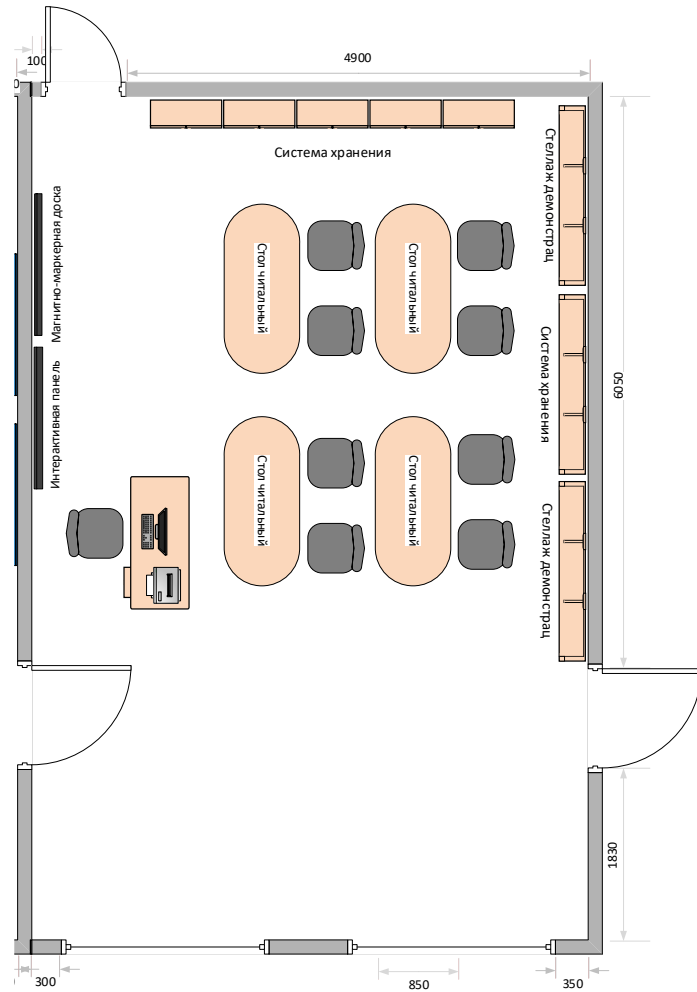 100
4900
Система хранения
Магнитно-маркерная доска
Стеллаж демонстрац
Стол читальный
Стол читальный
6050
Система хранения
Интерактивная панель
Стол читальный
Стол читальный
Стеллаж демонстрац
1830
300
850
350